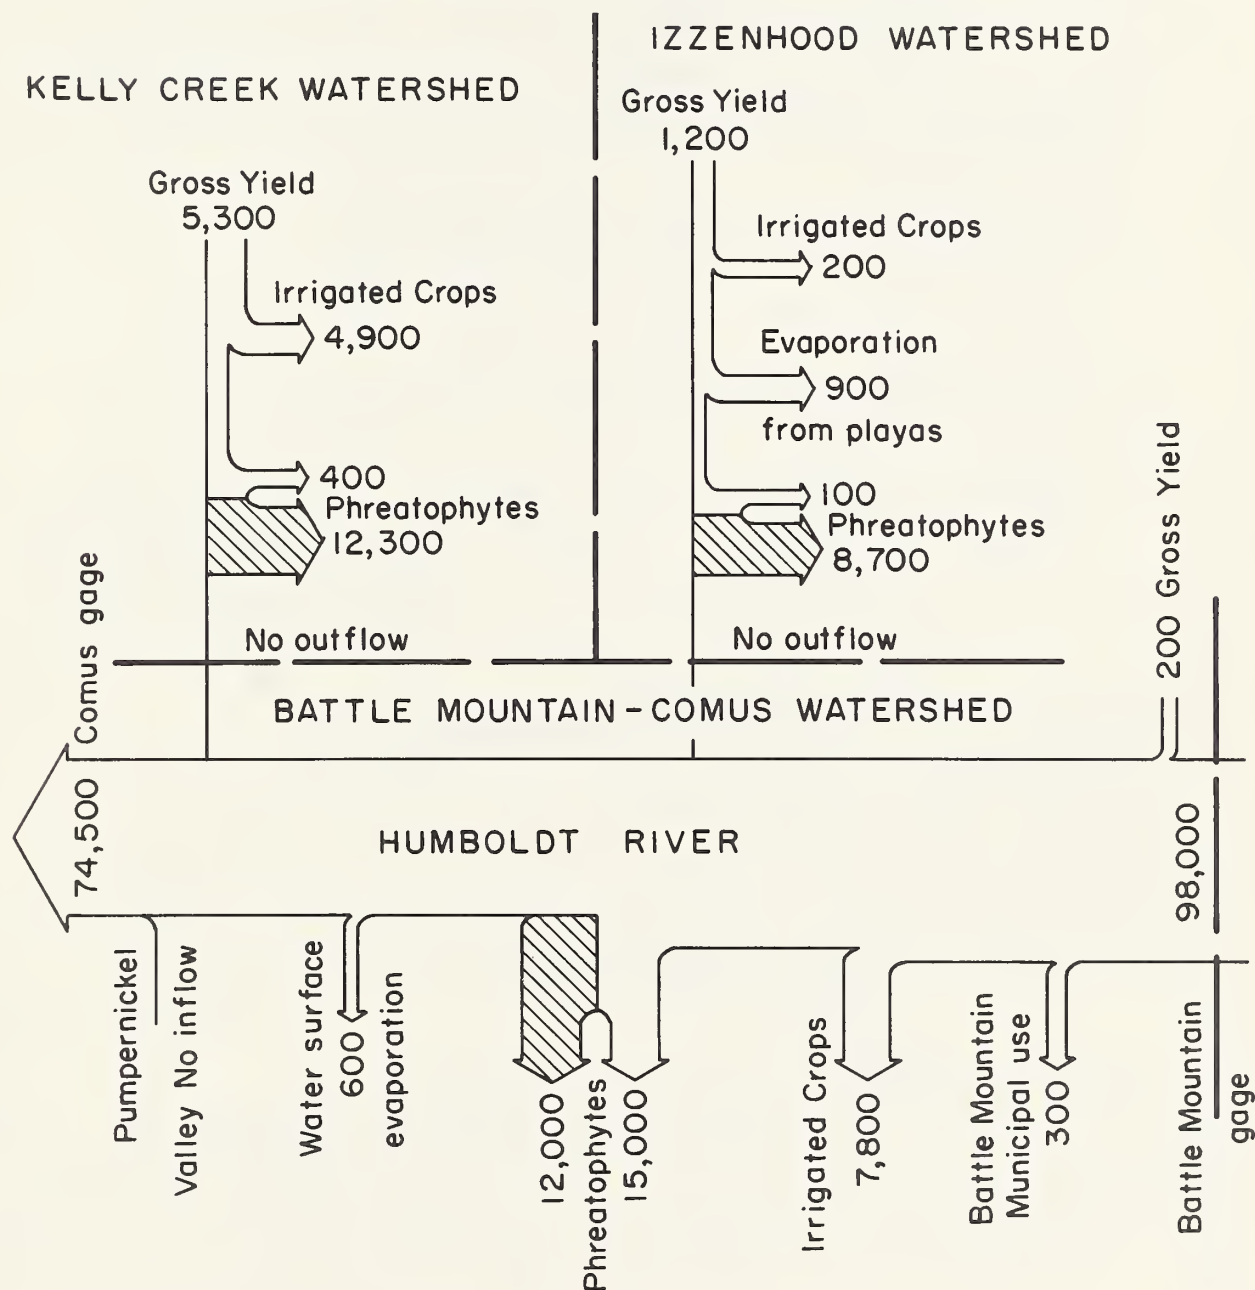 KELLY CREEK WATERSHED
Gross Yield
5,300
Irrigated Crops
4,900
400
Phreatophytes
12,300
No outflow
IZZENHOOD WATERSHED
Gross Yield
1,200
Irrigated Crops
200
Evaporation
900
from playas
100
Phreatophytes
8,700
No outflow
200 Gross Yield
BATTLE MOUNTAIN-COMUS WATERSHED
Comus gage
74,500
HUMBOLDT RIVER
98,000
Pumpernickel
Valley No inflow
Water surface
600
evaporation
12,000
Phreatophytes
15,000
Irrigated Crops
7,800
Battle Mountain
Municipal use
300
Battle Mountain
gage